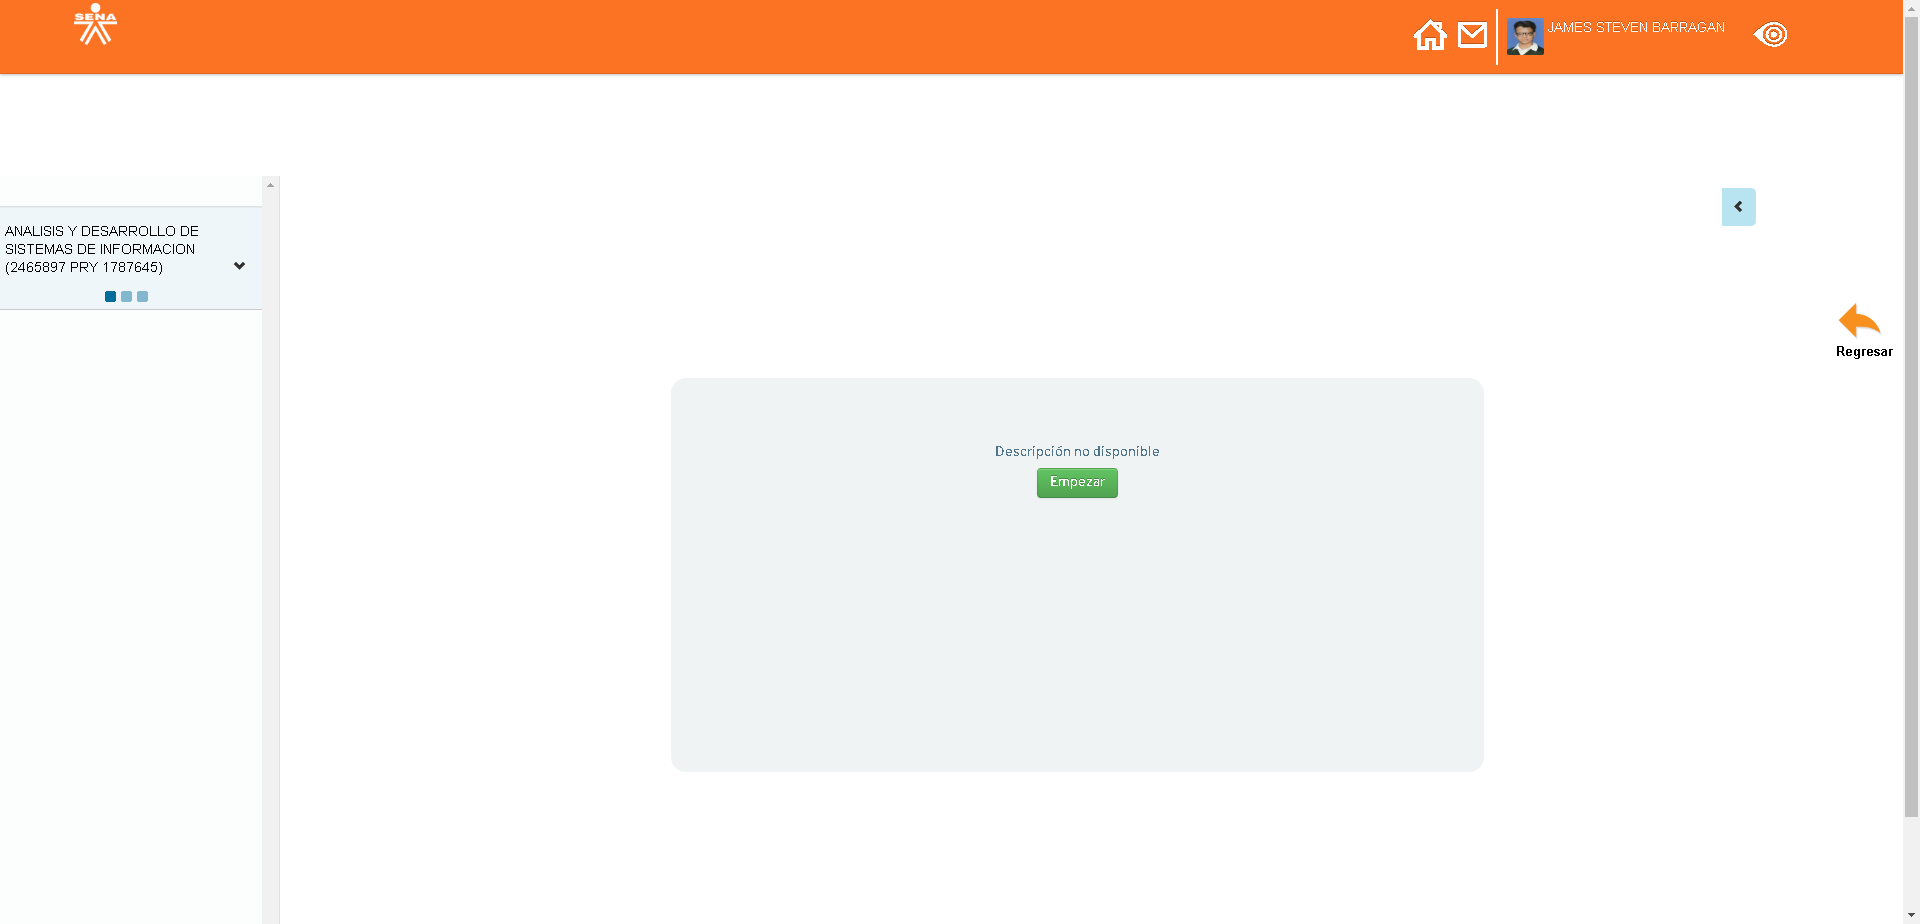 SENA
JAMES STEVEN BARRAGAN
ANALISIS Y DESARROLLO DE
SISTEMAS DE INFORMACION
(2465897 PRY 1787645)
Regresar
Descripción no disponible
Empezar